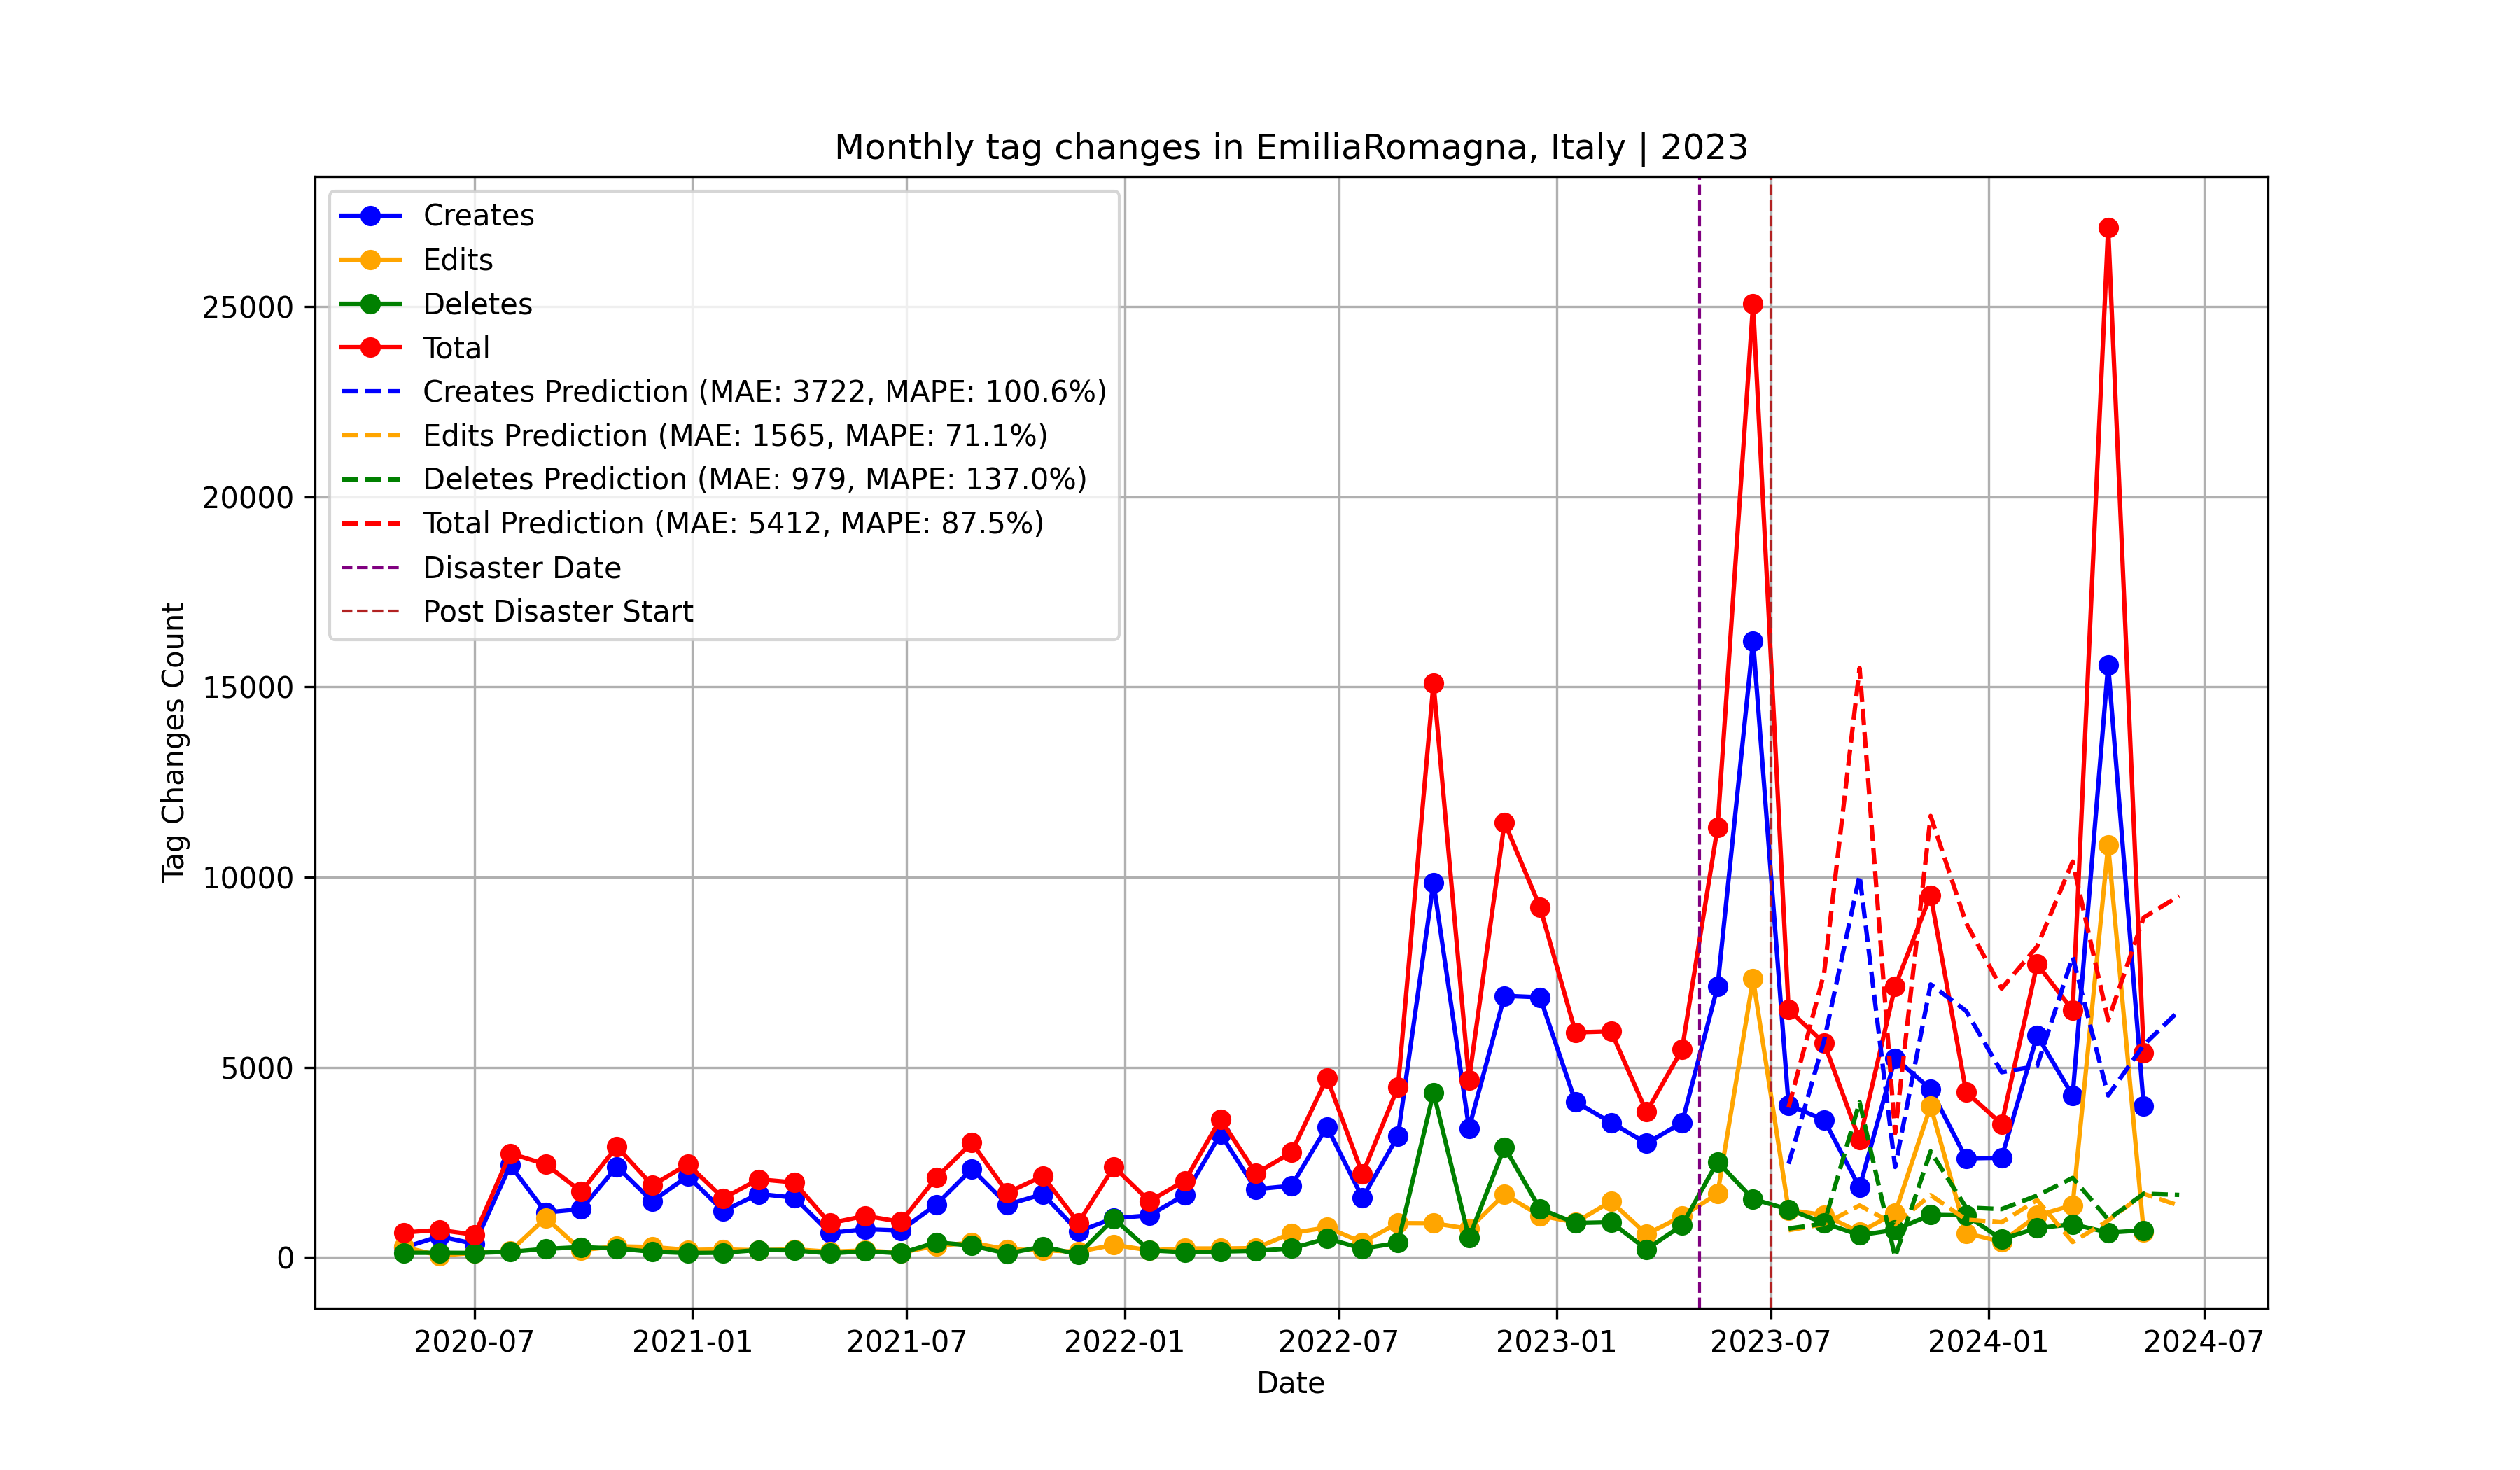 Monthly tag changes in EmiliaRomagna, Italy | 2023
Creates
Edits
Deletes
Total
Creates Prediction (MAE: 3722, MAPE: 100.6%)
Edits Prediction (MAE: 1565, MAPE: 71.1%)
Deletes Prediction (MAE: 979, MAPE: 137.0%)
Total Prediction (MAE: 5412, MAPE: 87.5%)
Disaster Date
Post Disaster Start
Tag Changes Count
25000
20000
15000
10000
5000
0
2020-07
2021-01
2021-07
2022-01
2022-07
2023-01
2023-07
2024-01
2024-07
Date